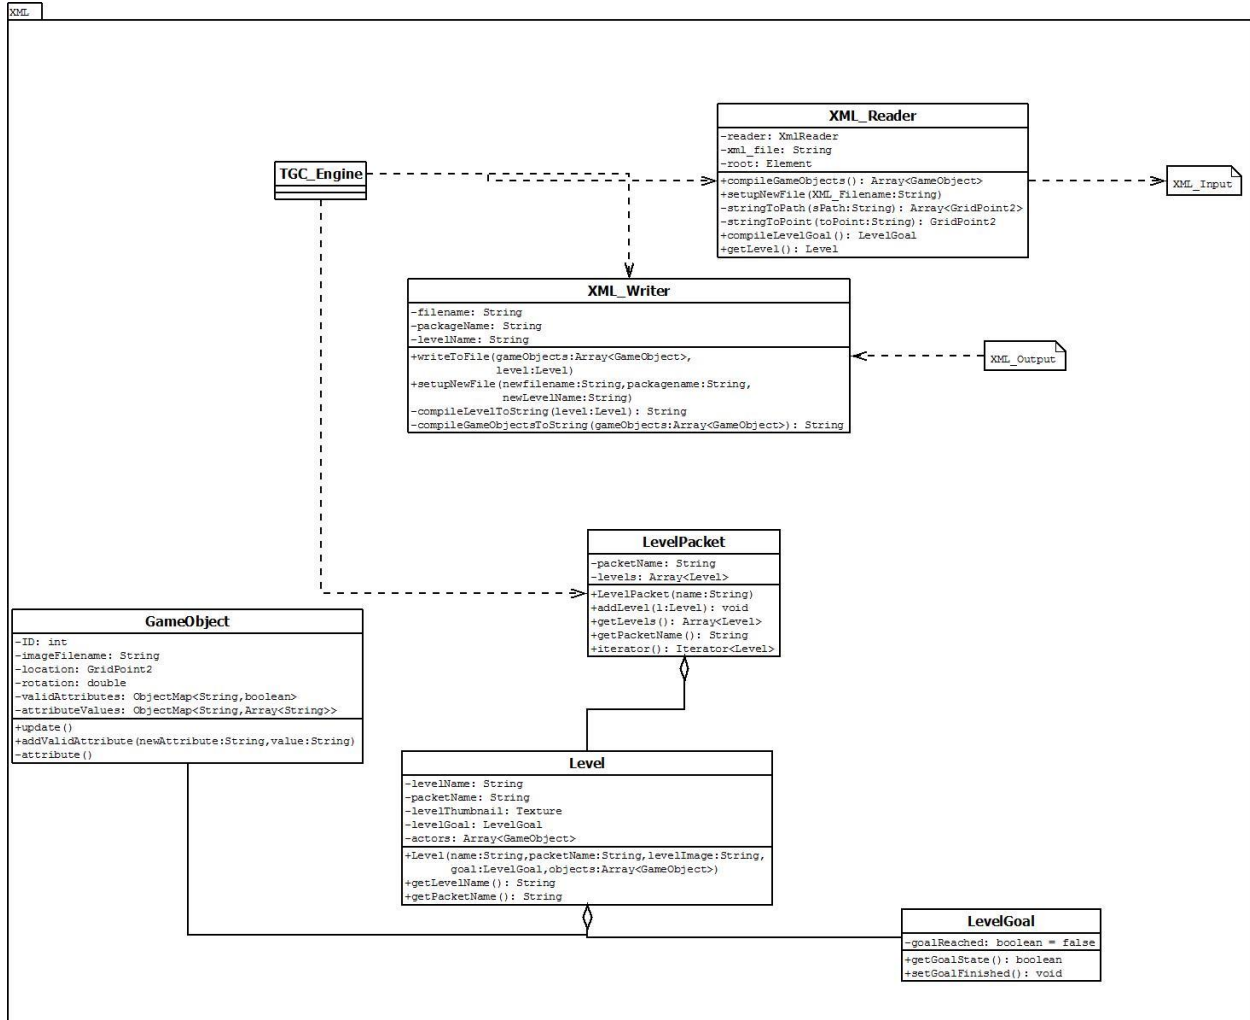 XML
XML_Reader
-reader: XmlReader
-xml_file: String
-root: Element
+compileGameObjects(): Array<GameObject>
+setupNewFile(XML_Filename:String)
-stringToPath(sPath:String): Array<GridPoint2>
-stringToPoint(toPoint:String): GridPoint2
+compileLevelGoal(): LevelGoal
+getLevel(): Level
TGC_Engine
XML_Input
XML_Writer
-filename: String
-packageName: String
-levelName: String
+writeToFile(gameObjects:Array<GameObject>,
level:Level)
+setupNewFile(newfilename:String,packagename:String,
newLevelName:String)
-compileLevelToString(level:Level): String
-compileGameObjectsToString(gameObjects:Array<GameObject>): String
XML_Output
LevelPacket
-packetName: String
-levels: Array<Level>
+LevelPacket(name:String)
+addLevel(l:Level): void
+getLevels(): Array<Level>
+getPacketName(): String
+iterator(): Iterator<Level>
GameObject
-ID: int
-imageFilename: String
-location: GridPoint2
-rotation: double
-validAttributes: ObjectMap<String,boolean>
-attributeValues: ObjectMap<String,Array<String>>
+update()
+addValidAttribute(newAttribute:String,value:String)
-attribute()
Level
-levelName: String
-packetName: String
-levelThumbnail: Texture
-levelGoal: LevelGoal
-actors: Array<GameObject>
+Level(name:String,packetName:String,levelImage:String,
goal:LevelGoal,objects:Array<GameObject>)
+getLevelName(): String
+getPacketName(): String
LevelGoal
-goalReached: boolean = false
+getGoalState(): boolean
+setGoalFinished(): void